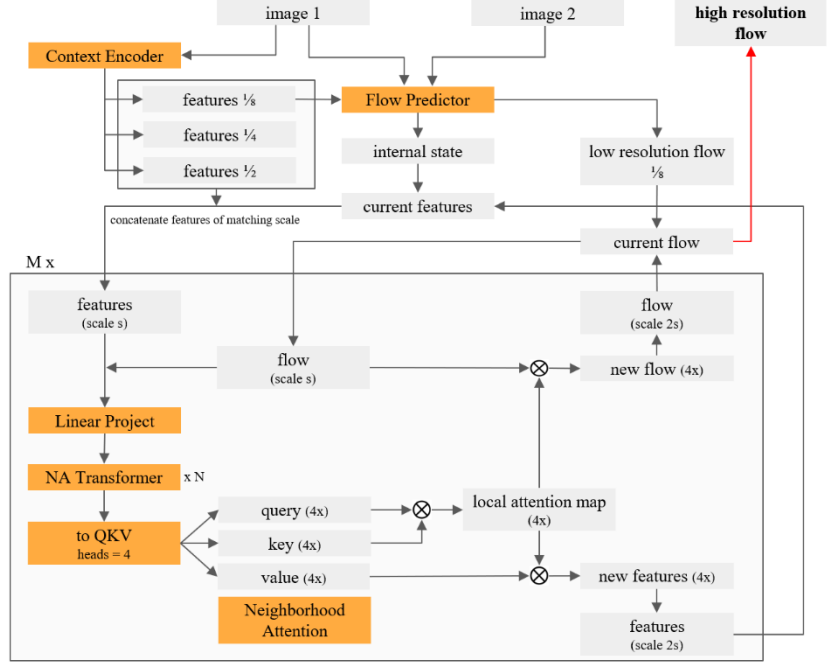 image 1
image 2
high resolution
flow
Context Encoder
features ⅛
Flow Predictor
features ¼
internal state
low resolution flow
⅛
features ½
current features
concatenate features of matching scale
current flow
M x
features
(scale s)
flow
(scale 2s)
flow
(scale s)
new flow (4x)
Linear Project
NA Transformer
x N
query (4x)
local attention map
(4x)
to QKV
heads = 4
key (4x)
value (4x)
new features (4x)
Neighborhood
Attention
features
(scale 2s)